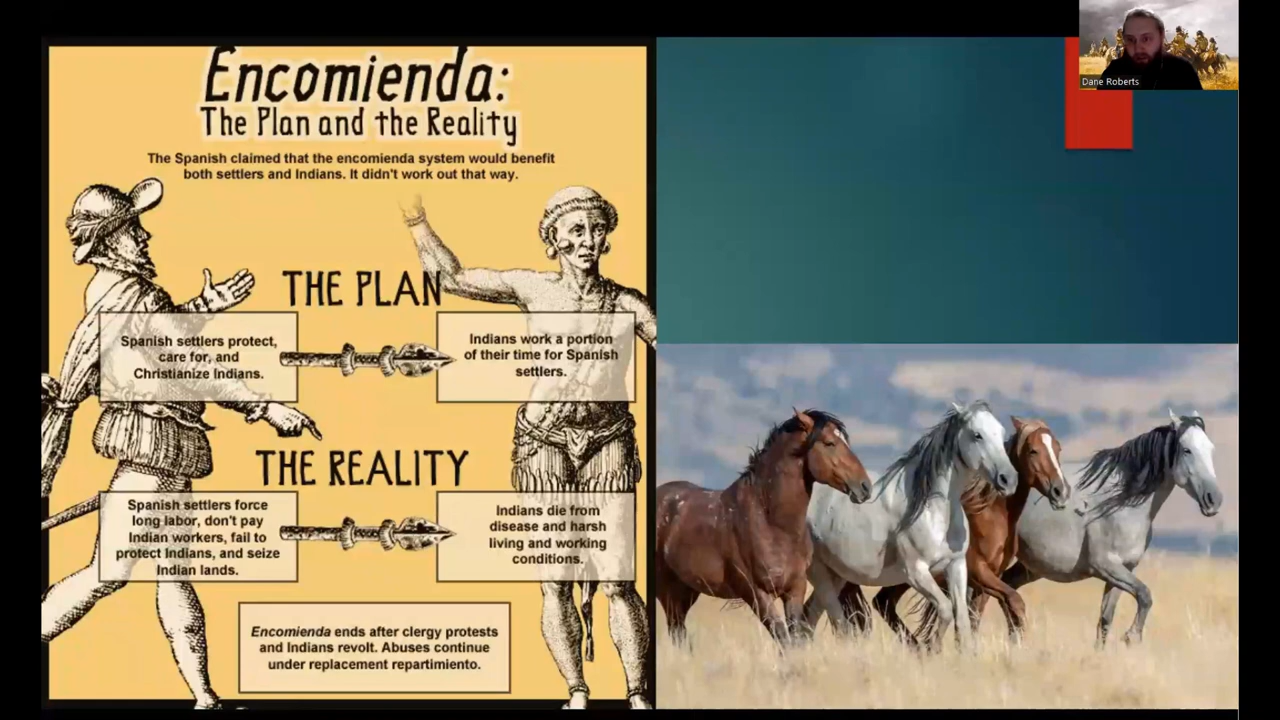 Encomienda:
The Plan and the Reality
The Spanish claimed that the encomienda system would benefit
both settlers and Indians. It didn't work out that way.
THE PLAN
Spanish settlers protect,
care for, and
Christianize Indians.
Indians work a portion
of their time for Spanish
settlers.
THE REALITY
Spanish settlers force
long labor, don't pay
Indian workers, fail to
protect Indians, and seize
Indian lands.
Indians die from
disease and harsh
living and working
conditions.
Encomienda ends after clergy protests
and Indians revolt. Abuses continue
under replacement repartimiento.
Dane Roberts